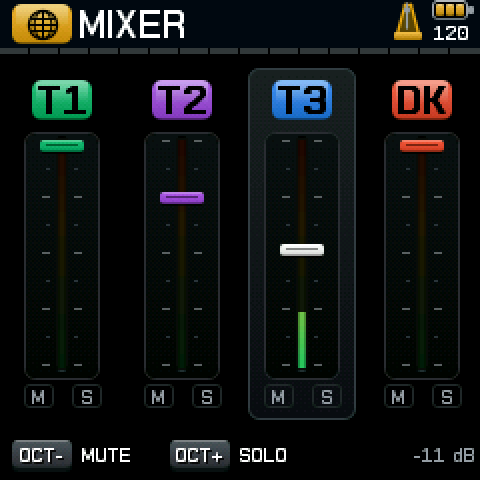 MIXER
120
T1 T2 T3 DK
M S M S M S M S
OCT- MUTE OCT+ SOLO -11 dB